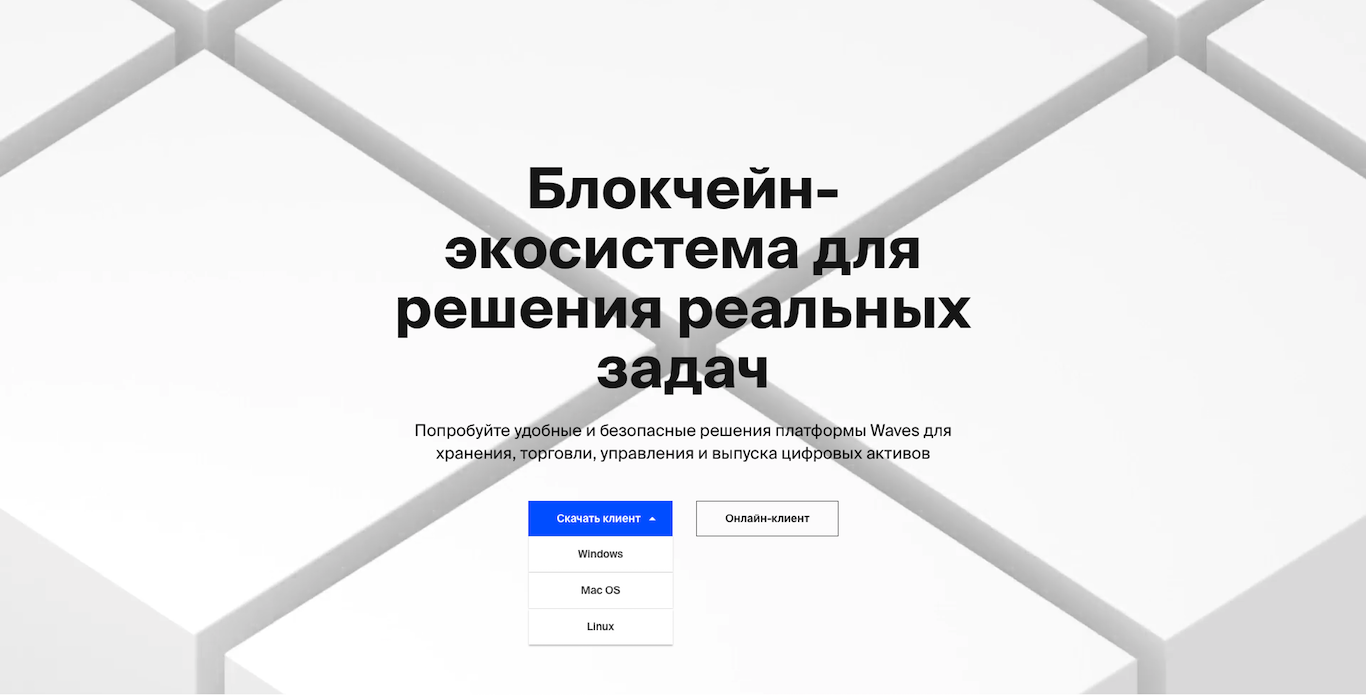 Блокчейн-
экосистема для
решения реальных
задач
Попробуйте удобные и безопасные решения платформы Waves для
хранения, торговли, управления и выпуска цифровых активов
Скачать клиент
Онлайн-клиент
Windows
Mac OS
Linux